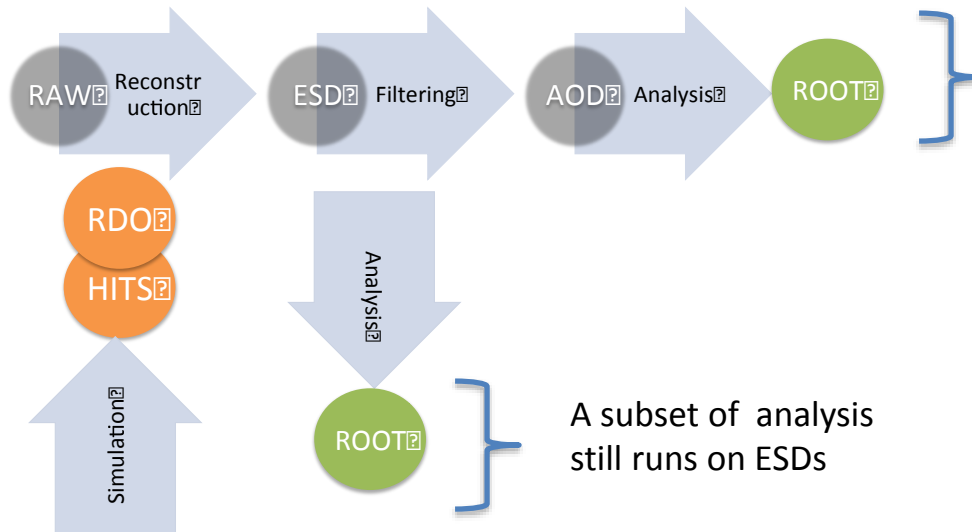 RAW
Reconstr
uction
ESD
Filtering
AOD
Analysis
ROOT
RDO
HITS
Analysis
Simulation
ROOT
A subset of analysis
still runs on ESDs